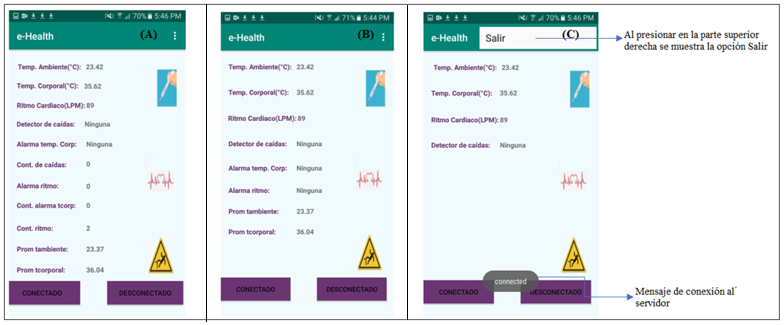 70% 5:46 PM
e-Health (A)
Temp. Ambiente(°C): 23.42
Temp. Corporal(°C): 35.62
Ritmo Cardiaco(LPM): 89
Detector de caídas: Ninguna
Alarma temp. Corp: Ninguna
Cont. de caídas: 0
Alarma ritmo: 0
Cont. alarma tcorp: 0
Cont. ritmo: 2
Prom tambiente: 23.37
Prom tcorporal: 36.04
CONECTADO DESCONECTADO
71% 5:44 PM
e-Health (B)
Temp. Ambiente(°C): 23.42
Temp. Corporal(°C): 35.62
Ritmo Cardiaco(LPM): 89
Detector de caídas: Ninguna
Alarma temp. Corp: Ninguna
Alarma ritmo: Ninguna
Prom tambiente: 23.37
Prom tcorporal: 36.04
CONECTADO DESCONECTADO
70% 5:46 PM
e-Health Salir (C)
Temp. Ambiente(°C): 23.42
Temp. Corporal(°C): 35.62
Ritmo Cardiaco(LPM): 89
Detector de caídas: Ninguna
connected
CONECTADO DESCONECTADO
Al presionar en la parte superior
derecha se muestra la opción Salir
Mensaje de conexión al
servidor